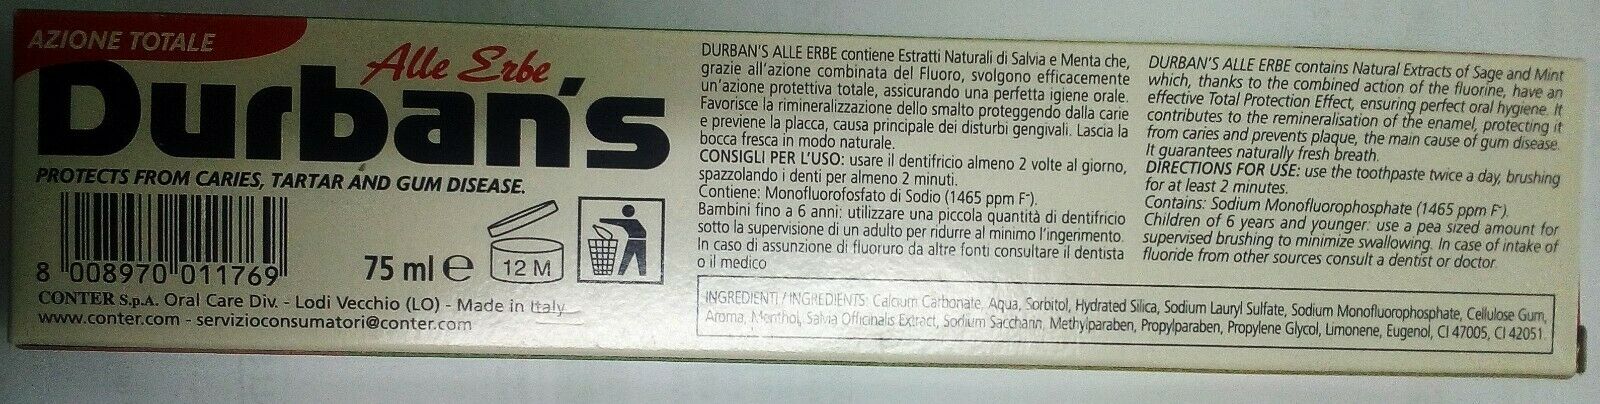 AZIONE TOTALE
Alle Erbe
Durban's
PROTECTS FROM CARIES, TARTAR AND GUM DISEASE.
8 008970 011769
75 ml e
12 M
CONTER S.p.A. Oral Care Div. - Lodi Vecchio (LO) - Made in Italy
www.conter.com - servizioconsumatori@conter.com
DURBAN'S ALLE ERBE contiene Estratti Naturali di Salvia e Menta che,
grazie all'azione combinata del Fluoro, svolgono efficacemente
un'azione protettiva totale, assicurando una perfetta igiene orale.
Favorisce la rimineralizzazione dello smalto proteggendo dalla carie
e previene la placca, causa principale dei disturbi gengivali. Lascia la
bocca fresca in modo naturale.
CONSIGLI PER L'USO: usare il dentifricio almeno 2 volte al giorno,
spazzolando i denti per almeno 2 minuti.
Contiene: Monofluorofosfato di Sodio (1465 ppm F⁻).
Bambini fino a 6 anni: utilizzare una piccola quantità di dentifricio
sotto la supervisione di un adulto per ridurre al minimo l'ingerimento.
In caso di assunzione di fluoruro da altre fonti consultare il dentista
o il medico
DURBAN'S ALLE ERBE contains Natural Extracts of Sage and Mint
which, thanks to the combined action of the fluorine, have an
effective Total Protection Effect, ensuring perfect oral hygiene. It
contributes to the remineralisation of the enamel, protecting it
from caries and prevents plaque, the main cause of gum disease.
It guarantees naturally fresh breath.
DIRECTIONS FOR USE: use the toothpaste twice a day, brushing
for at least 2 minutes.
Contains: Sodium Monofluorophosphate (1465 ppm F⁻).
Children of 6 years and younger: use a pea sized amount for
supervised brushing to minimize swallowing. In case of intake of
fluoride from other sources consult a dentist or doctor.
INGREDIENTI / INGREDIENTS: Calcium Carbonate, Aqua, Sorbitol, Hydrated Silica, Sodium Lauryl Sulfate, Sodium Monofluorophosphate, Cellulose Gum,
Aroma, Menthol, Salvia Officinalis Extract, Sodium Saccharin, Methylparaben, Propylparaben, Propylene Glycol, Limonene, Eugenol, CI 47005, CI 42051.